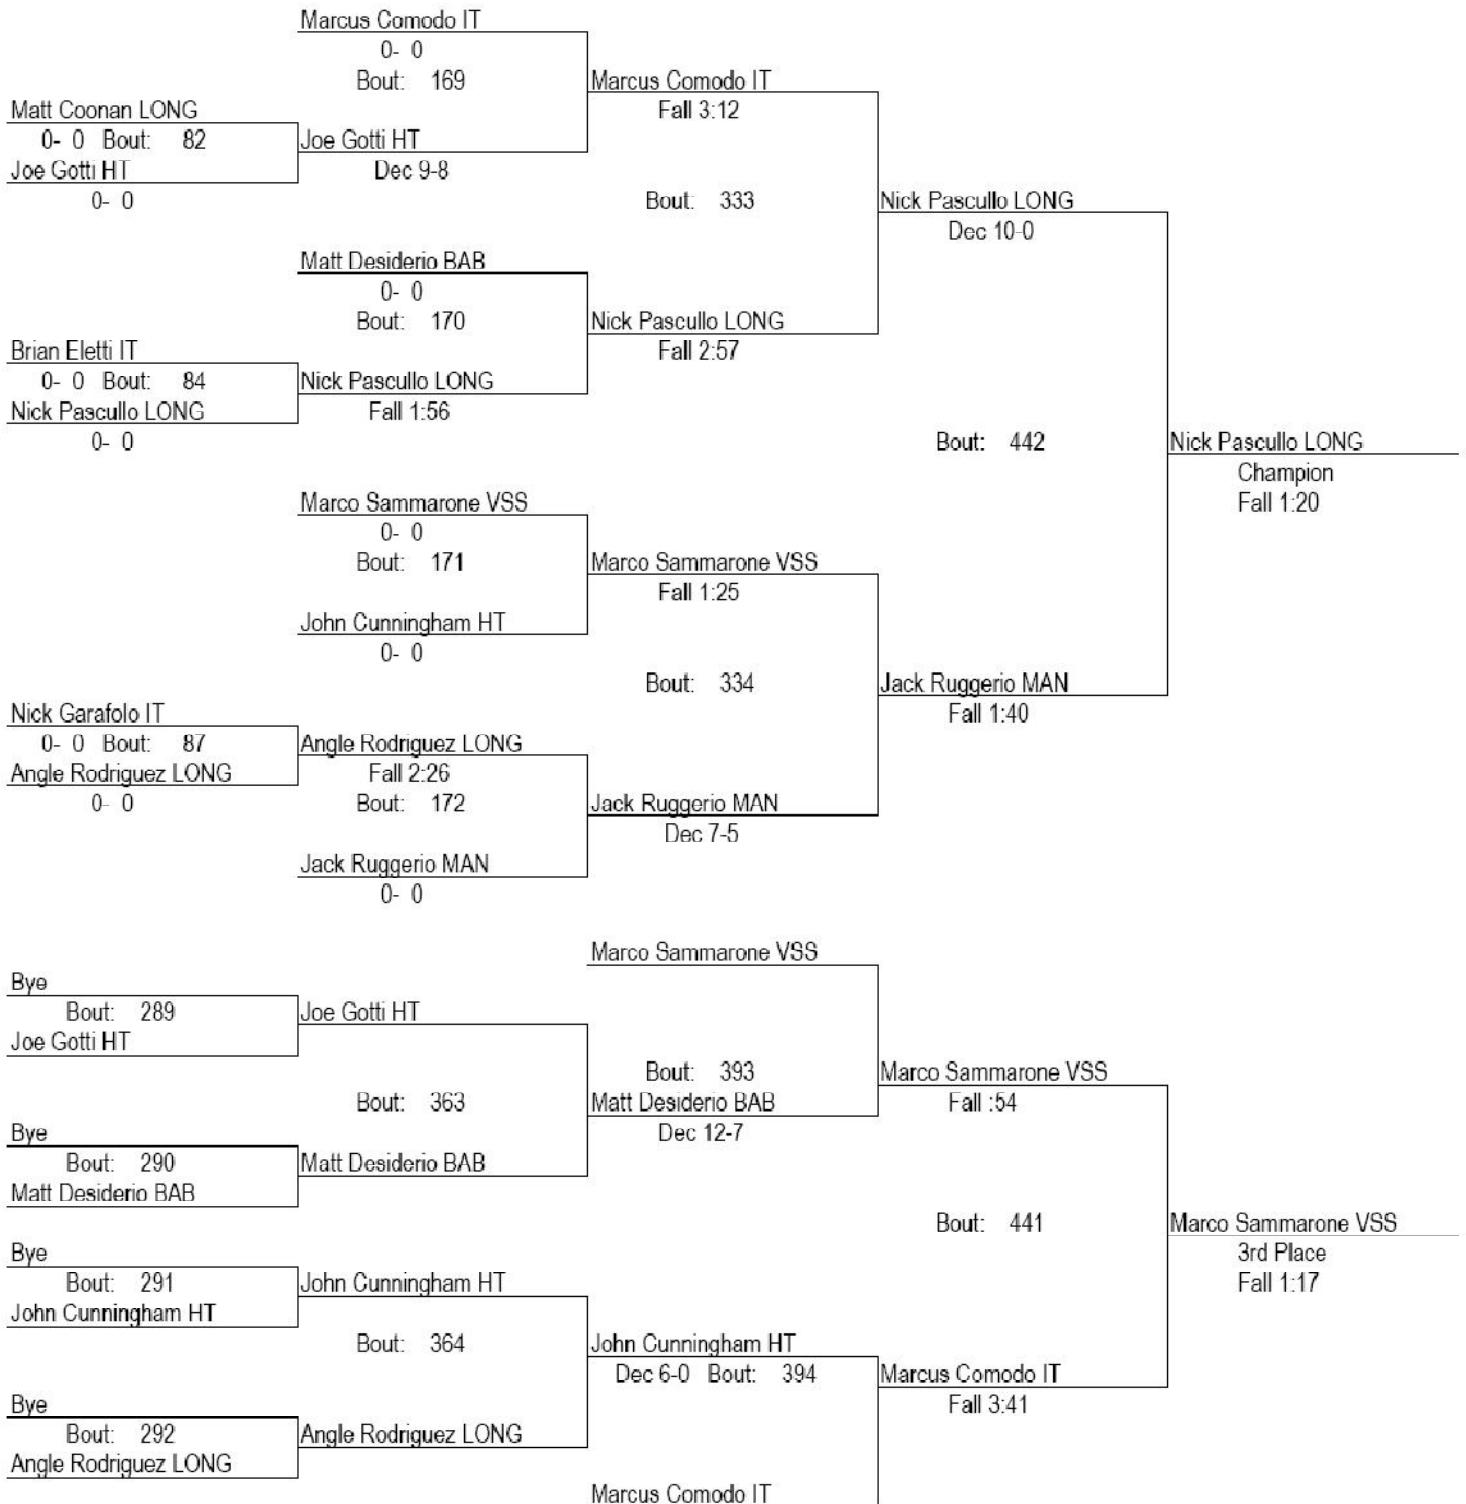 Marcus Comodo IT
0- 0
Bout: 169
Marcus Comodo IT
Fall 3:12
Matt Coonan LONG
0- 0 Bout: 82
Joe Gotti HT
Joe Gotti HT
Dec 9-8
0- 0
Bout: 333
Nick Pascullo LONG
Dec 10-0
Matt Desiderio BAB
0- 0
Bout: 170
Nick Pascullo LONG
Fall 2:57
Brian Eletti IT
0- 0 Bout: 84
Nick Pascullo LONG
Nick Pascullo LONG
Fall 1:56
0- 0
Bout: 442
Nick Pascullo LONG
Champion
Fall 1:20
Marco Sammarone VSS
0- 0
Bout: 171
Marco Sammarone VSS
Fall 1:25
John Cunningham HT
0- 0
Bout: 334
Jack Ruggerio MAN
Fall 1:40
Nick Garafolo IT
0- 0 Bout: 87
Angle Rodriguez LONG
Angle Rodriguez LONG
Fall 2:26
0- 0
Bout: 172
Jack Ruggerio MAN
Dec 7-5
Jack Ruggerio MAN
0- 0
Marco Sammarone VSS
Bye
Bout: 289
Joe Gotti HT
Joe Gotti HT
Bout: 393
Marco Sammarone VSS
Fall :54
Bout: 363
Matt Desiderio BAB
Dec 12-7
Bye
Bout: 290
Matt Desiderio BAB
Matt Desiderio BAB
Bout: 441
Marco Sammarone VSS
3rd Place
Fall 1:17
Bye
Bout: 291
John Cunningham HT
John Cunningham HT
Bout: 364
John Cunningham HT
Dec 6-0 Bout: 394
Marcus Comodo IT
Fall 3:41
Bye
Bout: 292
Angle Rodriguez LONG
Angle Rodriguez LONG
Marcus Comodo IT